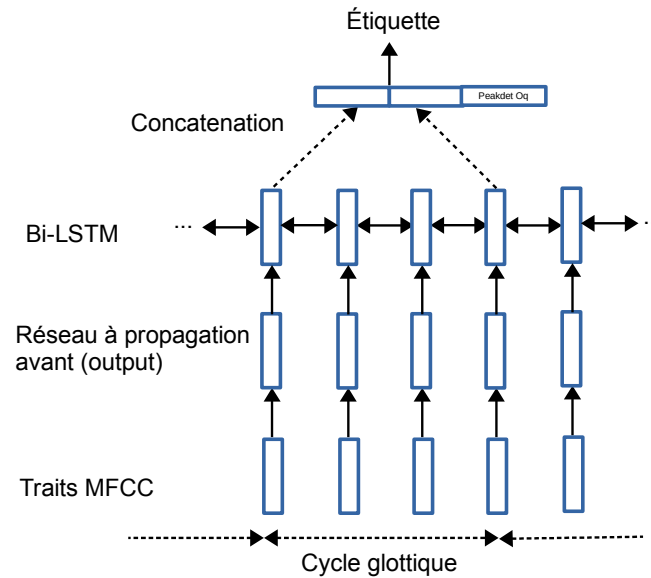 Étiquette
Peakdet Oq
Concatenation
... 
Bi-LSTM
Réseau à propagation
avant (output)
Traits MFCC
Cycle glottique